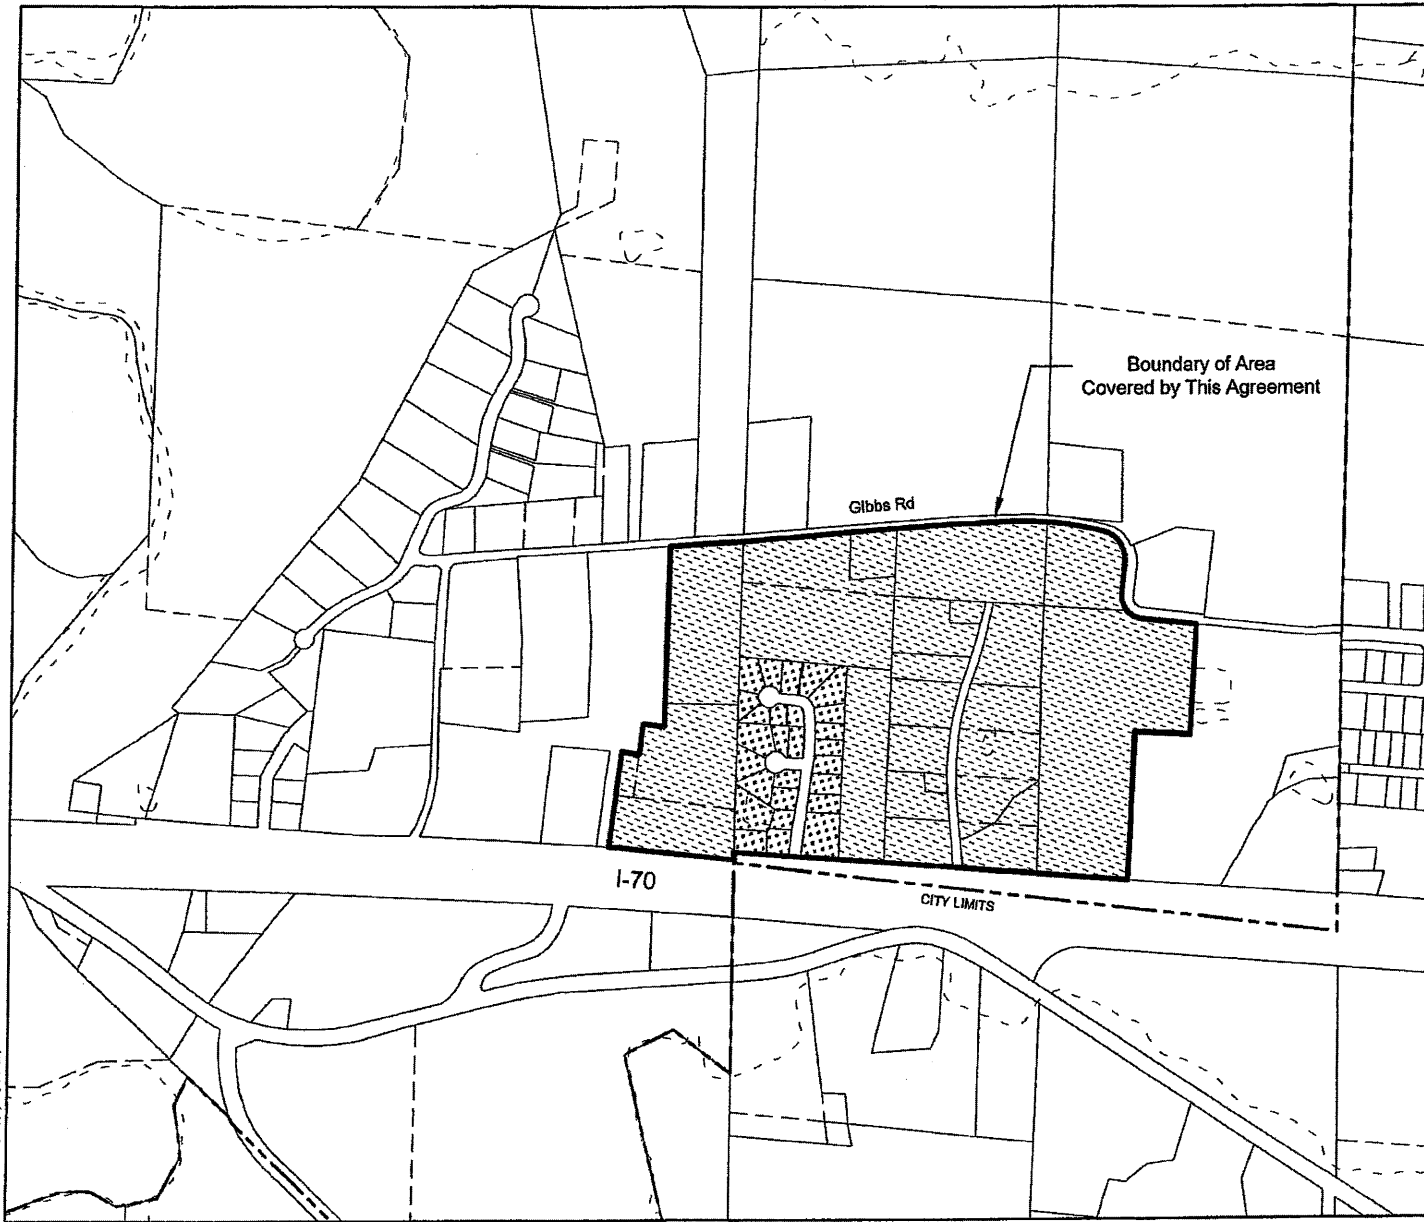 Boundary of Area
Covered by This Agreement
Gibbs Rd
I-70
CITY LIMITS